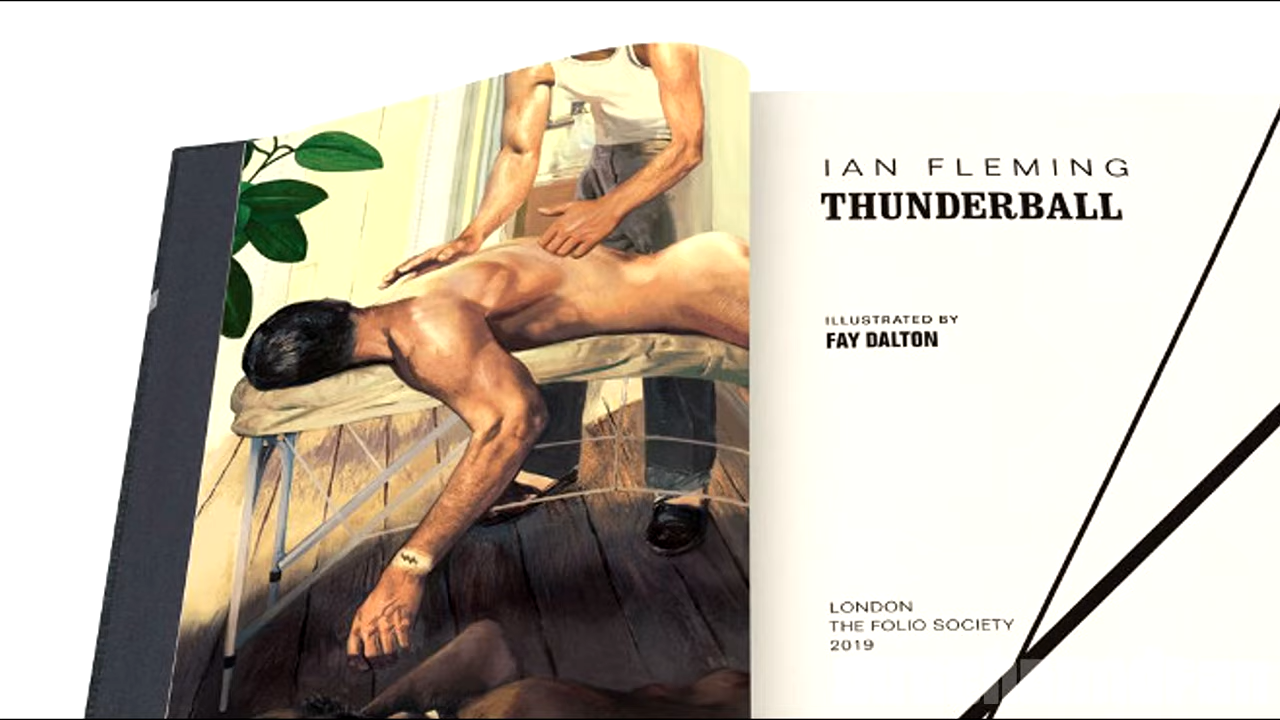 IAN FLEMING
THUNDERBALL
ILLUSTRATED BY
FAY DALTON
LONDON
THE FOLIO SOCIETY
2019